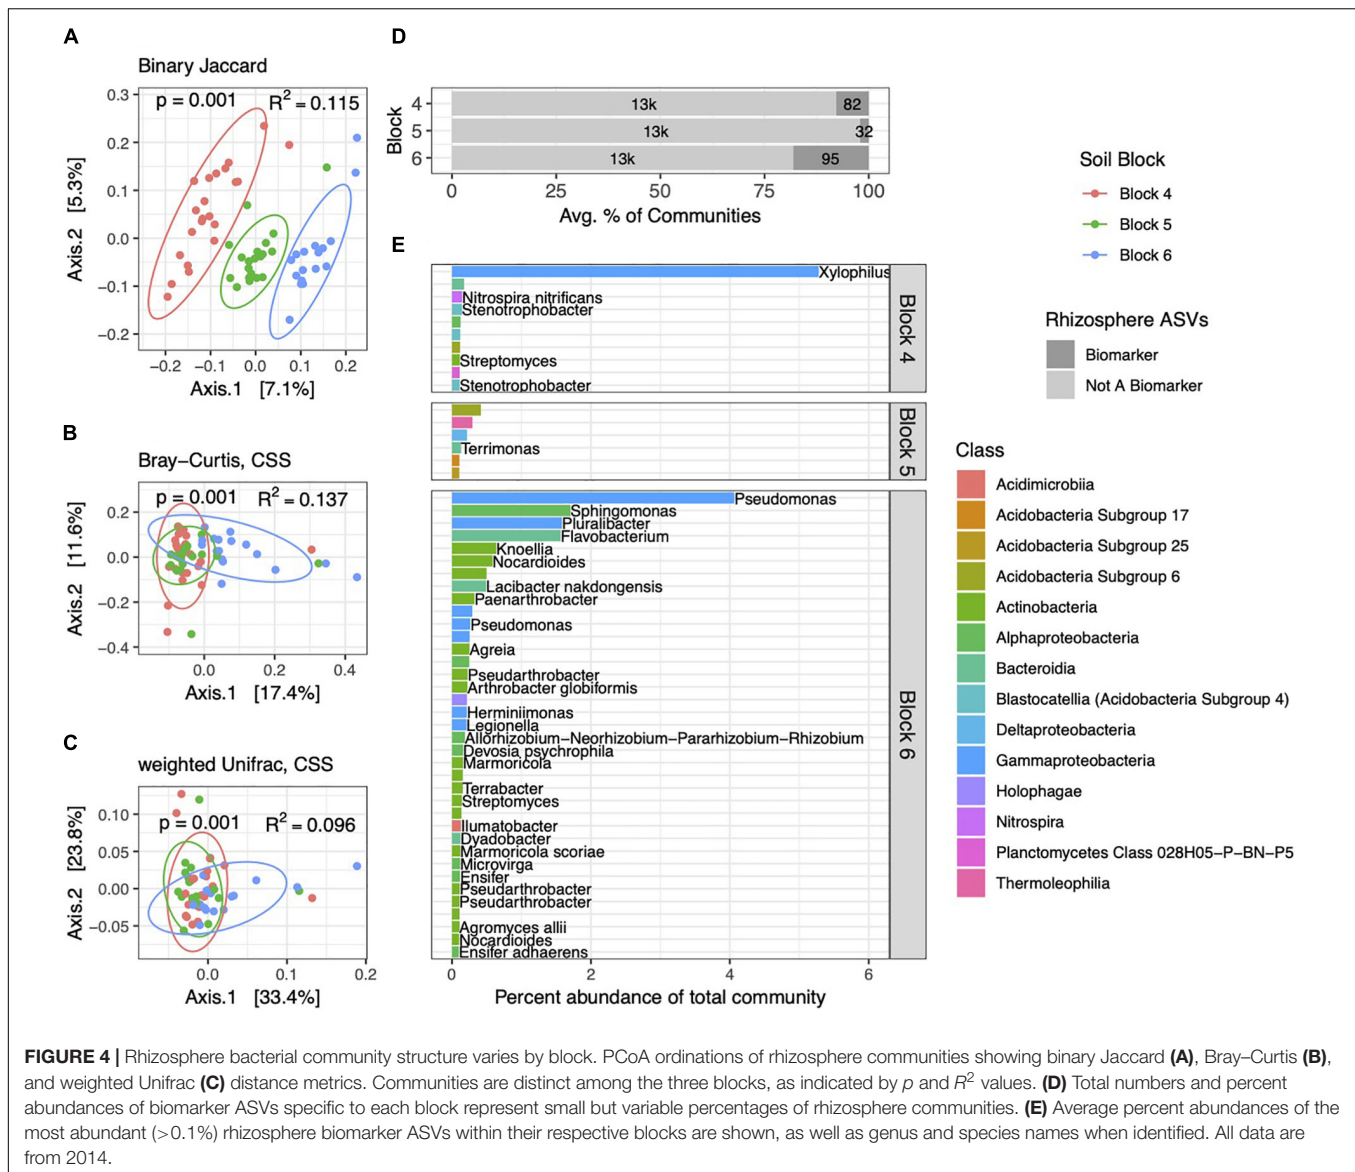 A
Binary Jaccard
p = 0.001
R2 = 0.115
0.3
0.2
0.1
0.0
−0.1
−0.2
Axis.2 [5.3%]
−0.2 −0.1 0.0 0.1 0.2
Axis.1 [7.1%]
B
Bray−Curtis, CSS
p = 0.001
R2 = 0.137
0.2
0.0
−0.2
−0.4
Axis.2 [11.6%]
0.0 0.2 0.4
Axis.1 [17.4%]
C
weighted Unifrac, CSS
p = 0.001
R2 = 0.096
0.10
0.05
0.00
−0.05
Axis.2 [23.8%]
0.0 0.1 0.2
Axis.1 [33.4%]
D
Block
4 13k 82
5 13k 32
6 13k 95
0 25 50 75 100
Avg. % of Communities
E
Xylophilus
Nitrospira nitrificans
Stenotrophobacter
Streptomyces
Stenotrophobacter
Block 4
Terrimonas
Block 5
Pseudomonas
Sphingomonas
Pluralibacter
Flavobacterium
Knoellia
Nocardioides
Lacibacter nakdongensis
Paenarthrobacter
Pseudomonas
Agreia
Pseudarthrobacter
Arthrobacter globiformis
Herminiimonas
Legionella
Allorhizobium−Neorhizobium−Pararhizobium−Rhizobium
Devosia psychrophila
Marmoricola
Terrabacter
Streptomyces
Ilumatobacter
Dyadobacter
Marmoricola scoriae
Microvirga
Ensifer
Pseudarthrobacter
Pseudarthrobacter
Agromyces allii
Nocardioides
Ensifer adhaerens
Block 6
0 2 4 6
Percent abundance of total community
Soil Block
Block 4
Block 5
Block 6
Rhizosphere ASVs
Biomarker
Not A Biomarker
Class
Acidimicrobiia
Acidobacteria Subgroup 17
Acidobacteria Subgroup 25
Acidobacteria Subgroup 6
Actinobacteria
Alphaproteobacteria
Bacteroidia
Blastocatellia (Acidobacteria Subgroup 4)
Deltaproteobacteria
Gammaproteobacteria
Holophagae
Nitrospira
Planctomycetes Class 028H05−P−BN−P5
Thermoleophilia
FIGURE 4 | Rhizosphere bacterial community structure varies by block. PCoA ordinations of rhizosphere communities showing binary Jaccard (A), Bray–Curtis (B),
and weighted Unifrac (C) distance metrics. Communities are distinct among the three blocks, as indicated by p and R2 values. (D) Total numbers and percent
abundances of biomarker ASVs specific to each block represent small but variable percentages of rhizosphere communities. (E) Average percent abundances of the
most abundant (>0.1%) rhizosphere biomarker ASVs within their respective blocks are shown, as well as genus and species names when identified. All data are
from 2014.